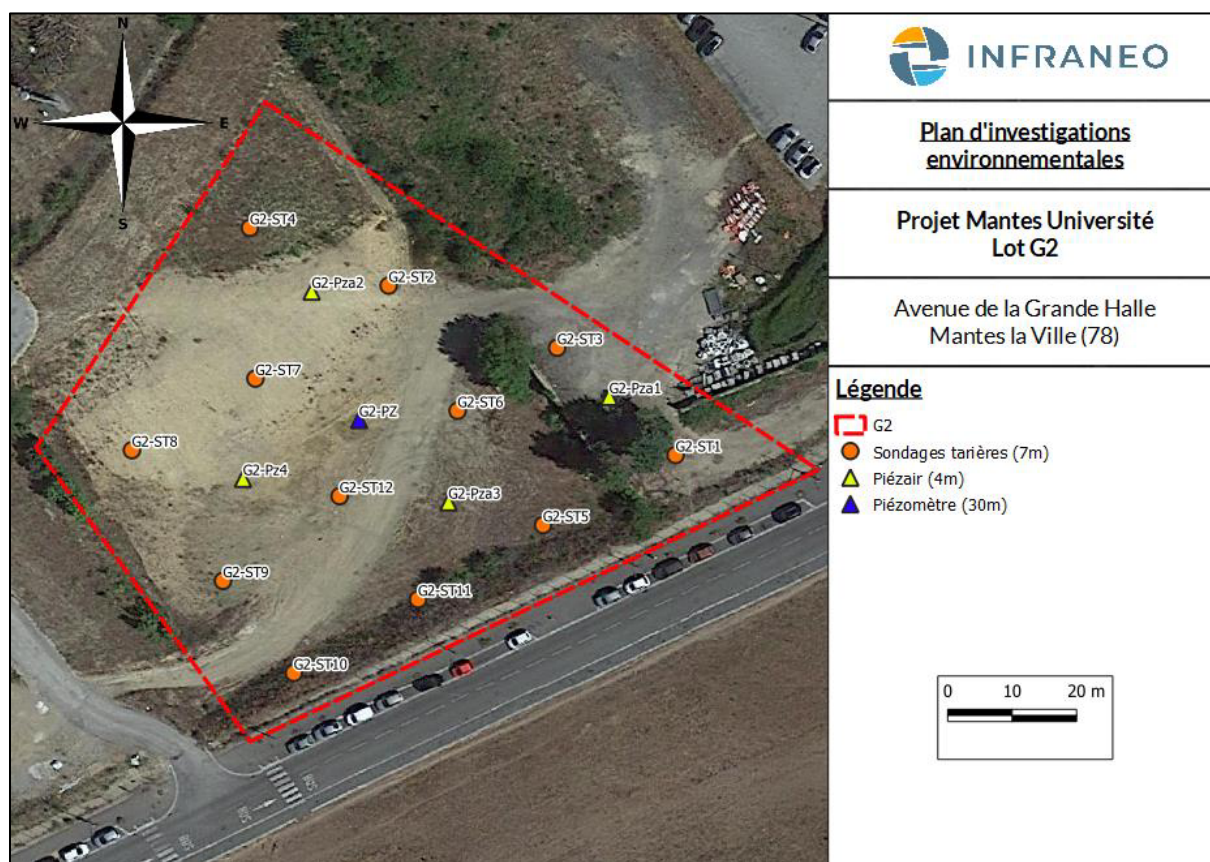 N
W
E
S
G2-ST4
G2-Pza2
G2-ST2
G2-ST3
G2-ST7
G2-Pza1
G2-PZ
G2-ST6
G2-ST8
G2-ST1
G2-Pz4
G2-ST12
G2-Pza3
G2-ST5
G2-ST9
G2-ST11
G2-ST10
BUS
INFRANEO
Plan d'investigations
environnementales
Projet Mantes Université
Lot G2
Avenue de la Grande Halle
Mantes la Ville (78)
Légende
G2
Sondages tarières (7m)
Piézair (4m)
Piézomètre (30m)
0 10 20 m